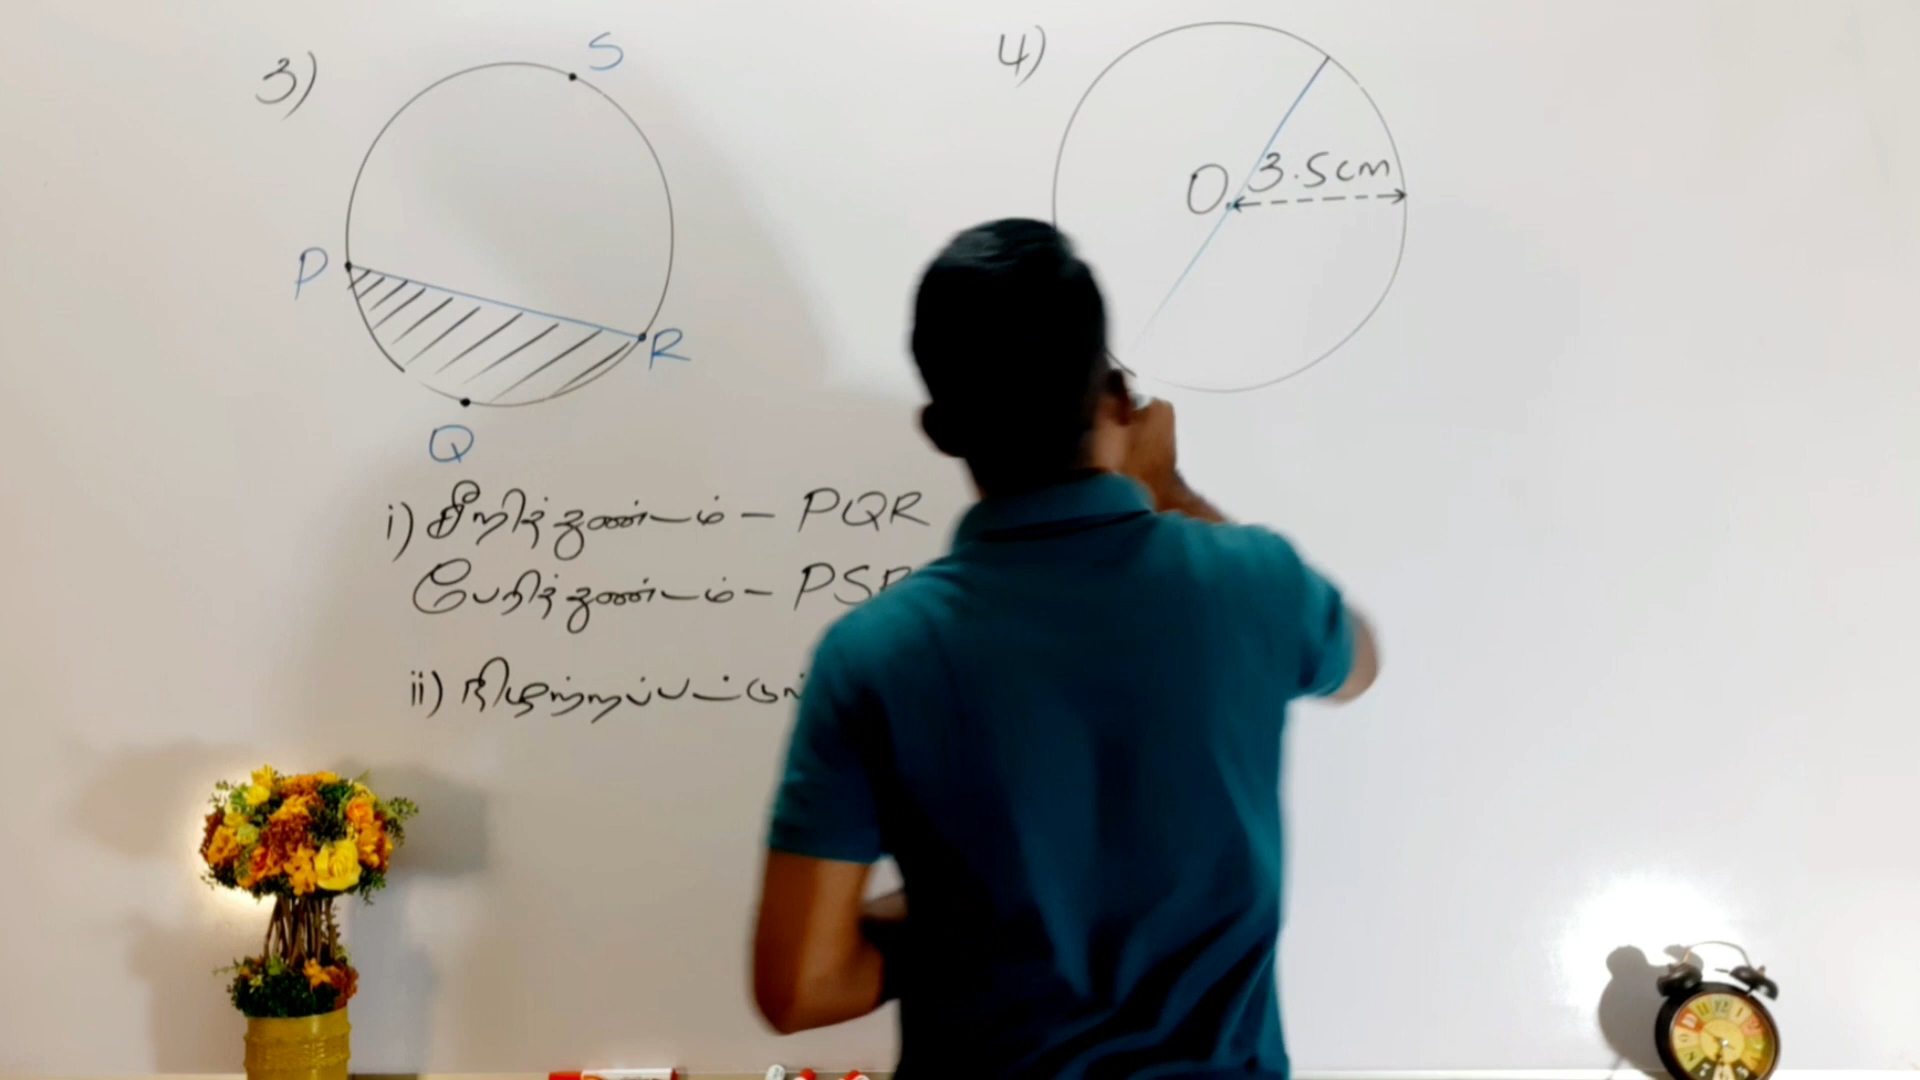 3)
S
P
R
Q
i) சீறித்துண்டம் - PQR
பேறித்துண்டம் - PS
ii) நிழற்றப்பட்டுள்
4)
O
3.5cm